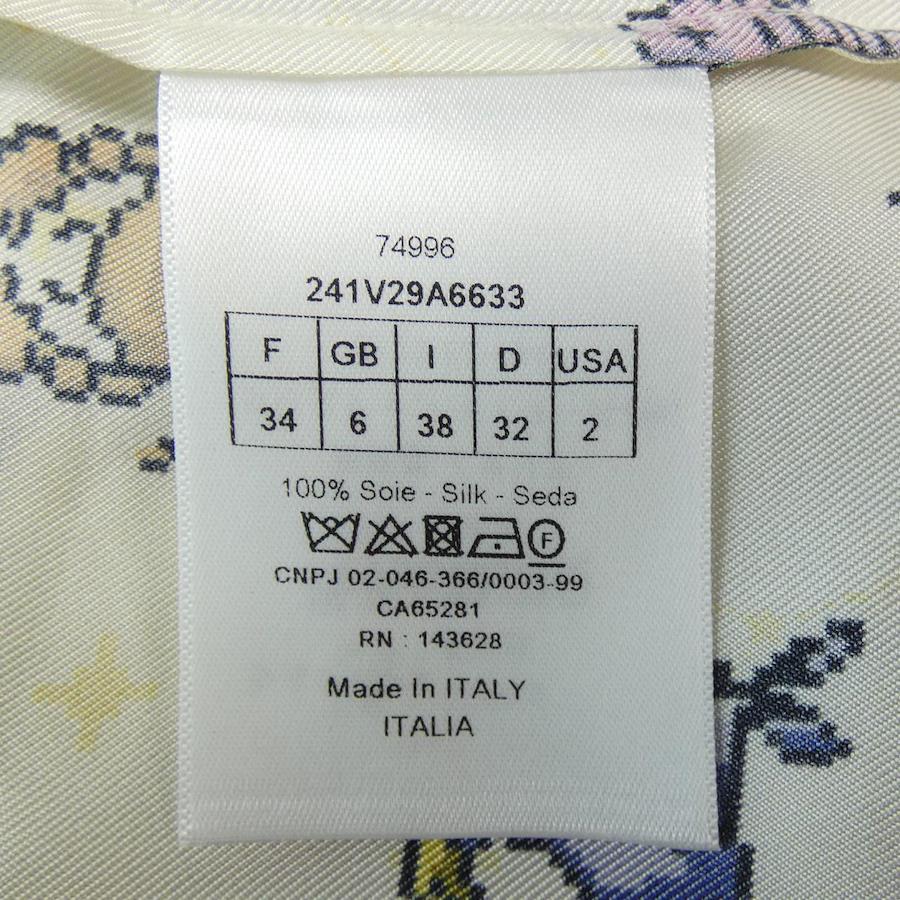 74996
241V29A6633
F GB I D USA
34 6 38 32 2
100% Soie - Silk - Seda
F
CNPJ 02-046-366/0003-99
CA65281
RN : 143628
Made In ITALY
ITALIA